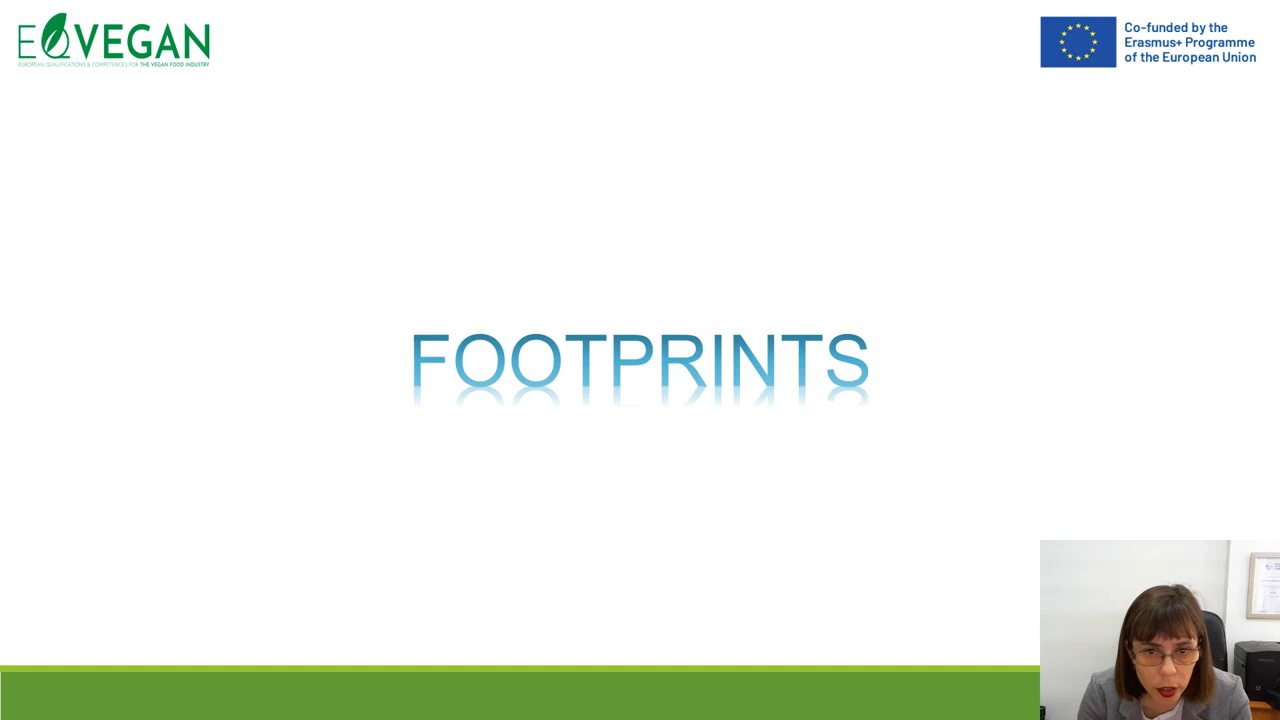 EQVEGAN
EUROPEAN QUALIFICATIONS & COMPETENCES FOR THE VEGAN FOOD INDUSTRY
Co-funded by the
Erasmus+ Programme
of the European Union
FOOTPRINTS